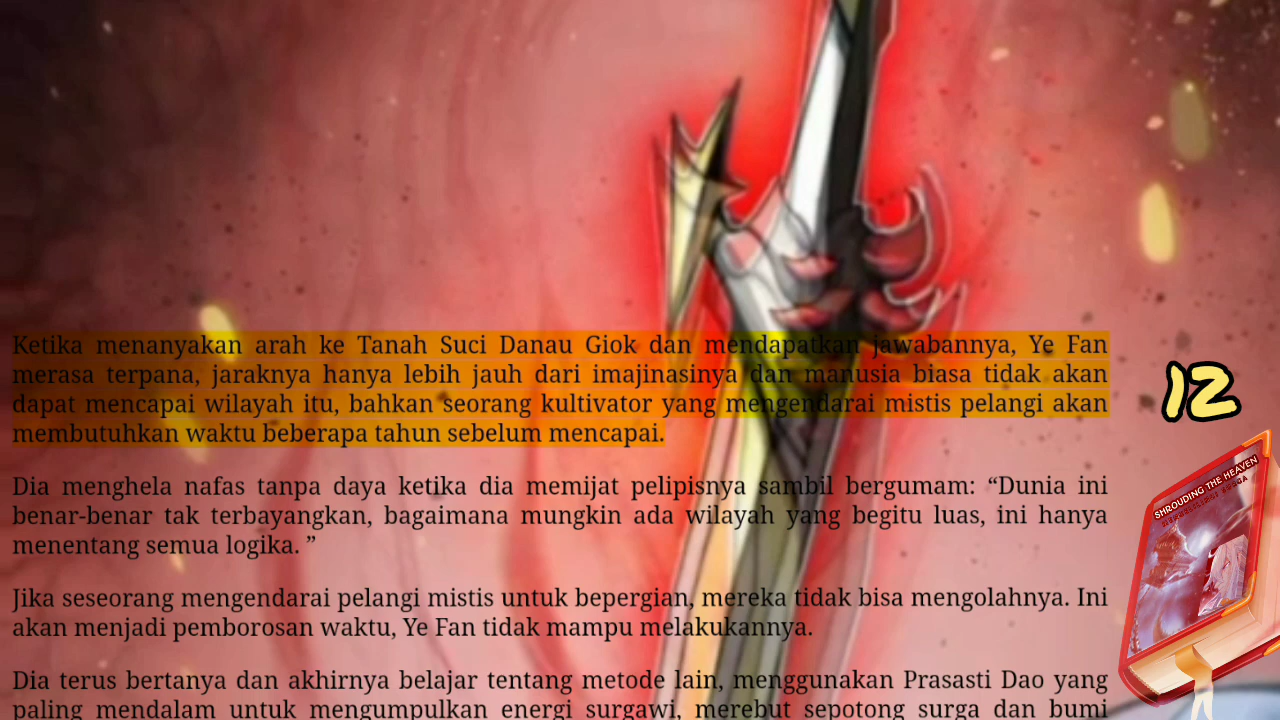 Ketika menanyakan arah ke Tanah Suci Danau Giok dan mendapatkan jawabannya, Ye Fan
merasa terpana, jaraknya hanya lebih jauh dari imajinasinya dan manusia biasa tidak akan
dapat mencapai wilayah itu, bahkan seorang kultivator yang mengendarai mistis pelangi akan
membutuhkan waktu beberapa tahun sebelum mencapai.
Dia menghela nafas tanpa daya ketika dia memijat pelipisnya sambil bergumam: “Dunia ini
benar-benar tak terbayangkan, bagaimana mungkin ada wilayah yang begitu luas, ini hanya
menentang semua logika. ”
Jika seseorang mengendarai pelangi mistis untuk bepergian, mereka tidak bisa mengolahnya. Ini
akan menjadi pemborosan waktu, Ye Fan tidak mampu melakukannya.
Dia terus bertanya dan akhirnya belajar tentang metode lain, menggunakan Prasasti Dao yang
paling mendalam untuk mengumpulkan energi surgawi, merebut sepotong surga dan bumi
12
SHROUDING THE HEAVEN